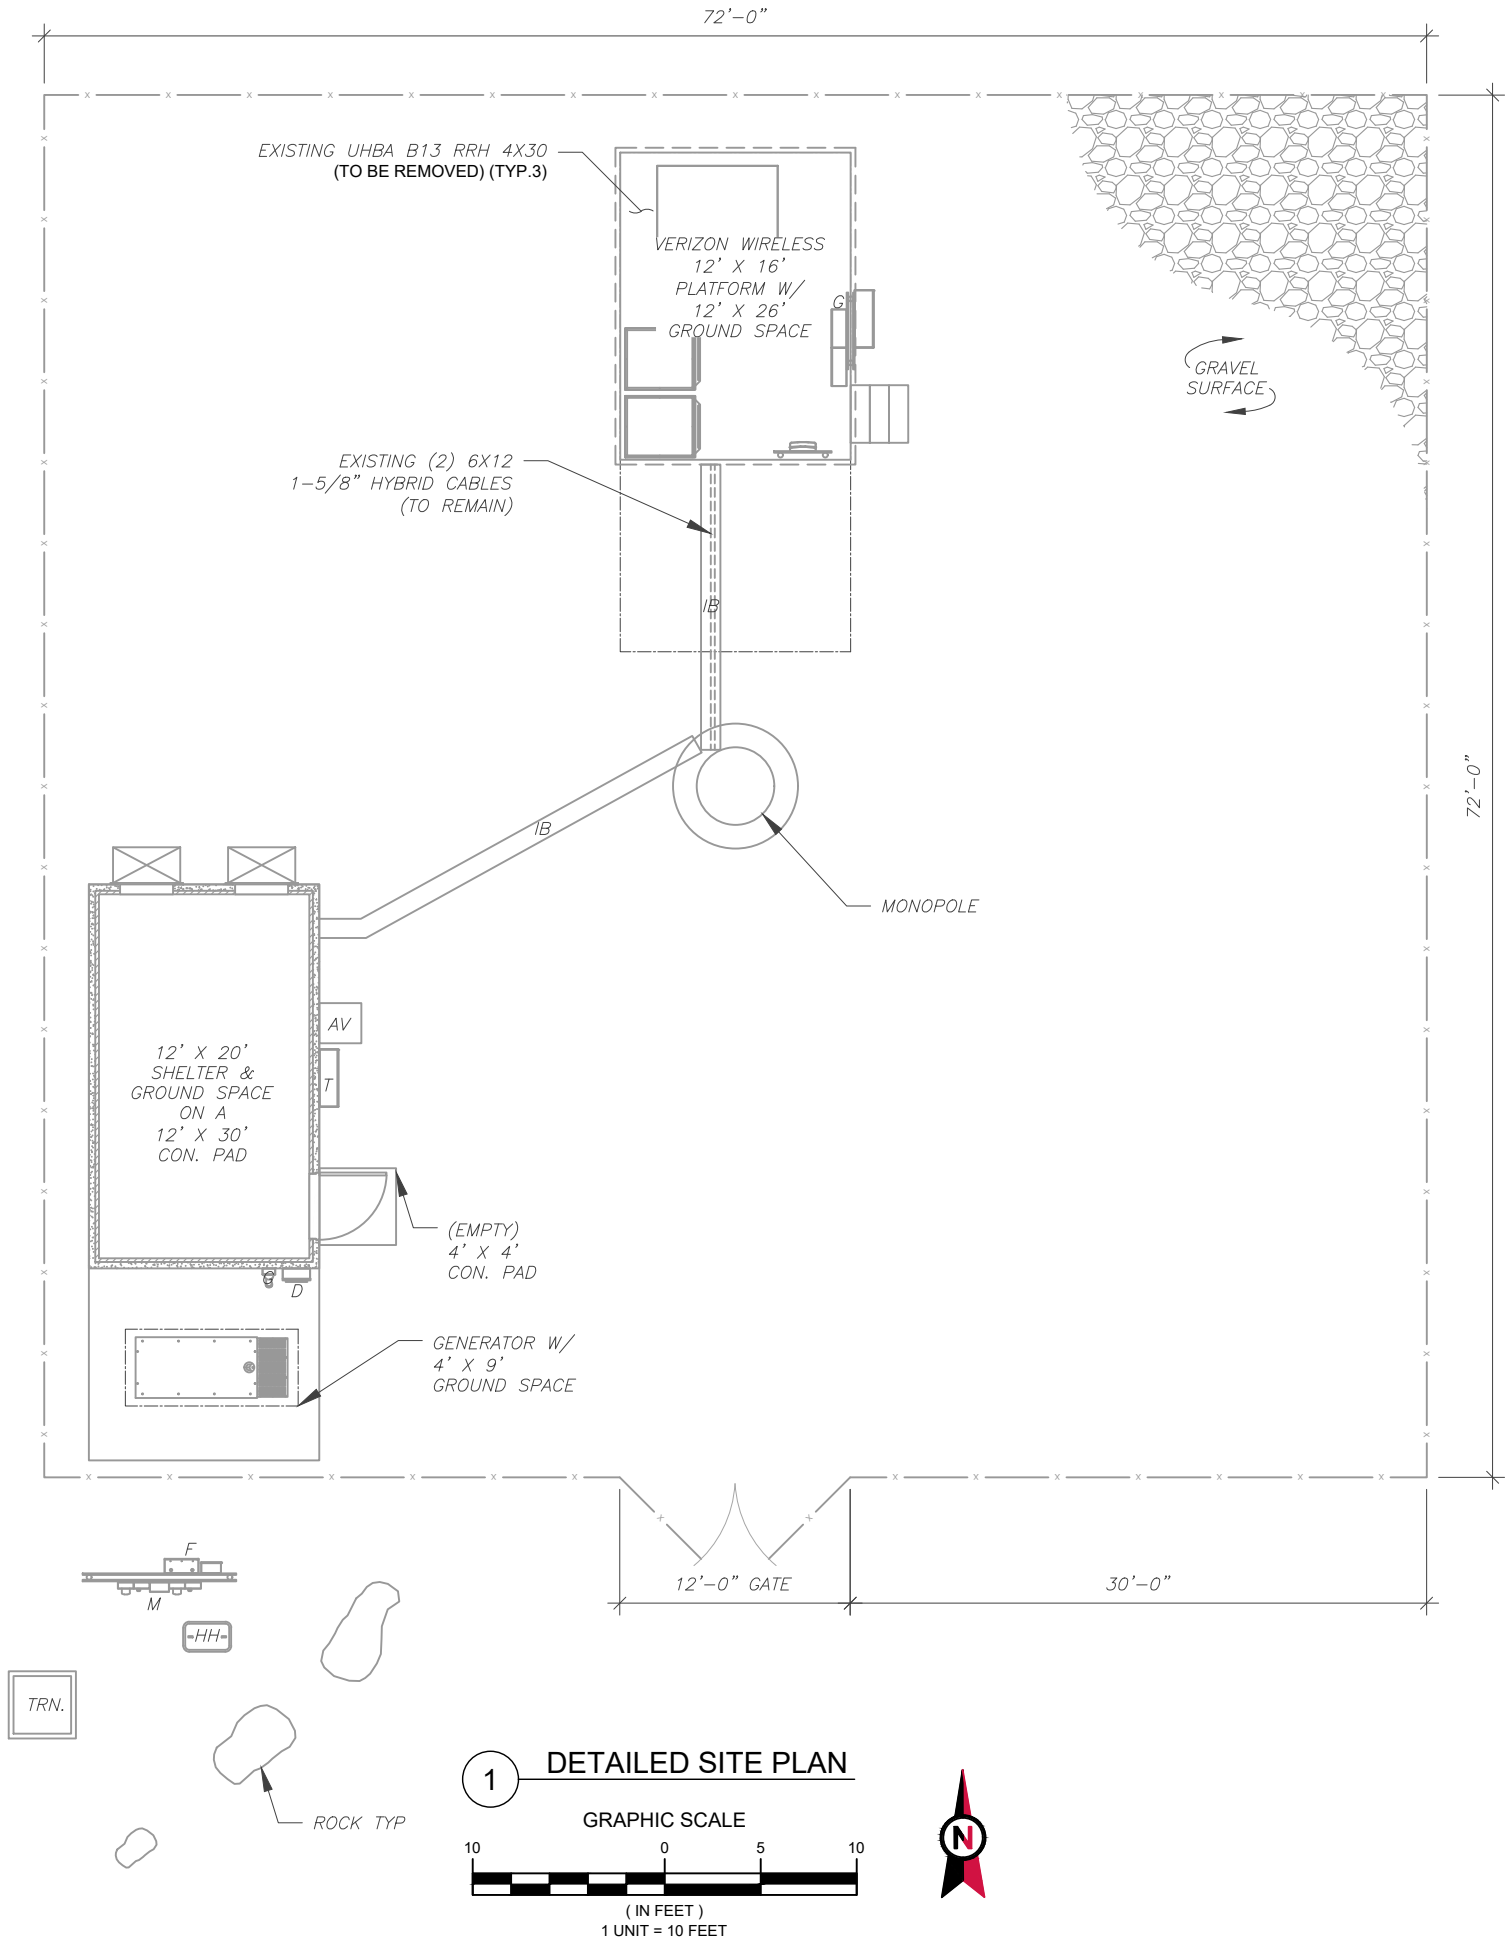 72'-0"
EXISTING UHBA B13 RRH 4X30
(TO BE REMOVED) (TYP.3)
VERIZON WIRELESS
12' X 16'
PLATFORM W/
12' X 26'
GROUND SPACE
G
GRAVEL
SURFACE
EXISTING (2) 6X12
1-5/8" HYBRID CABLES
(TO REMAIN)
IB
72'-0"
IB
MONOPOLE
AV
T
12' X 20'
SHELTER &
GROUND SPACE
ON A
12' X 30'
CON. PAD
(EMPTY)
4' X 4'
CON. PAD
G
D
GENERATOR W/
4' X 9'
GROUND SPACE
12'-0" GATE
30'-0"
F
M
-HH-
TRN.
ROCK TYP
1
DETAILED SITE PLAN
GRAPHIC SCALE
10 0 5 10
( IN FEET )
1 UNIT = 10 FEET
N